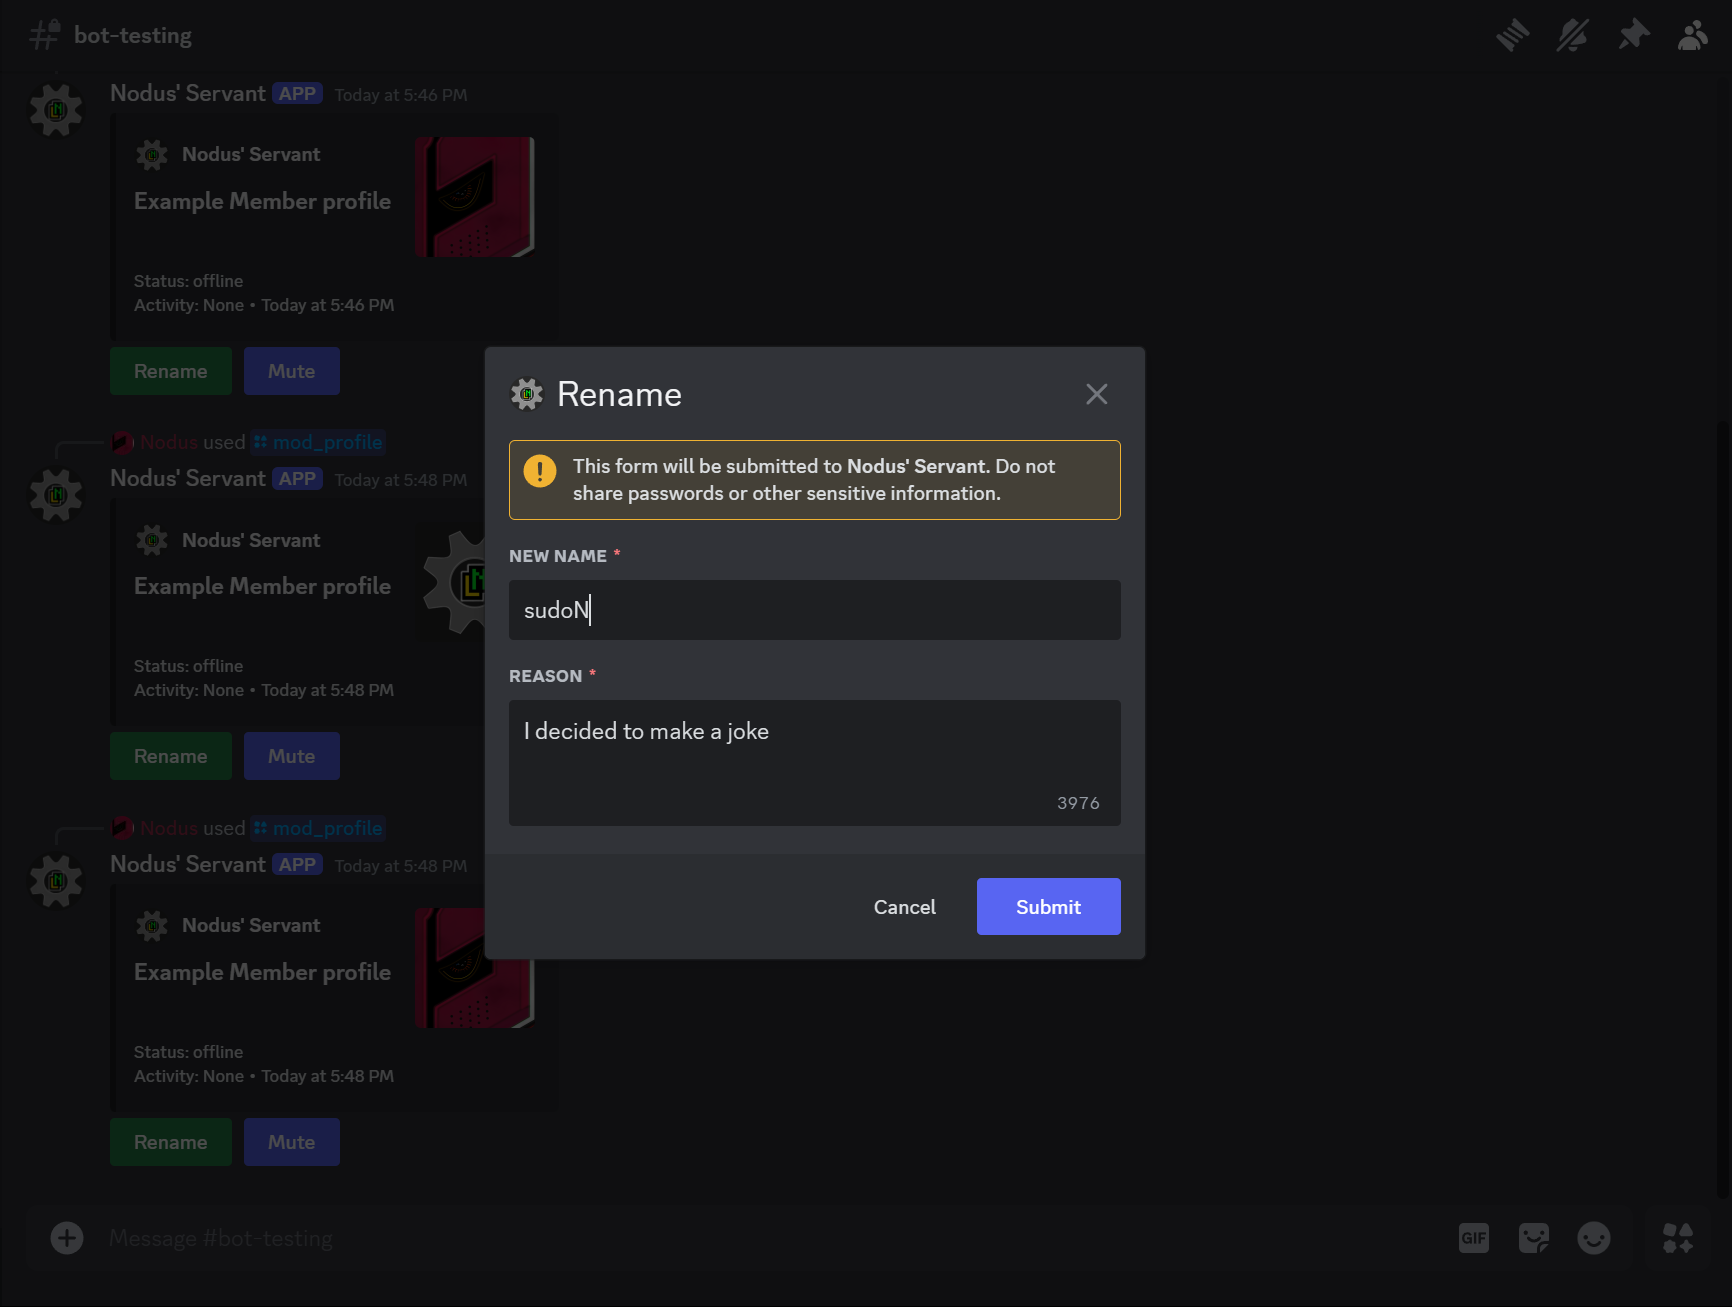 bot-testing
Nodus' Servant APP Today at 5:46 PM
Nodus' Servant
Example Member profile
Status: offline
Activity: None • Today at 5:46 PM
Rename Mute
Nodus used mod_profile
Nodus' Servant APP Today at 5:48 PM
Nodus' Servant
Example Member profile
Status: offline
Activity: None • Today at 5:48 PM
Rename Mute
Nodus used mod_profile
Nodus' Servant APP Today at 5:48 PM
Nodus' Servant
Example Member profile
Status: offline
Activity: None • Today at 5:48 PM
Rename Mute
Rename
This form will be submitted to Nodus' Servant. Do not
share passwords or other sensitive information.
NEW NAME *
sudoN
REASON *
I decided to make a joke
3976
Cancel Submit
Message #bot-testing
GIF